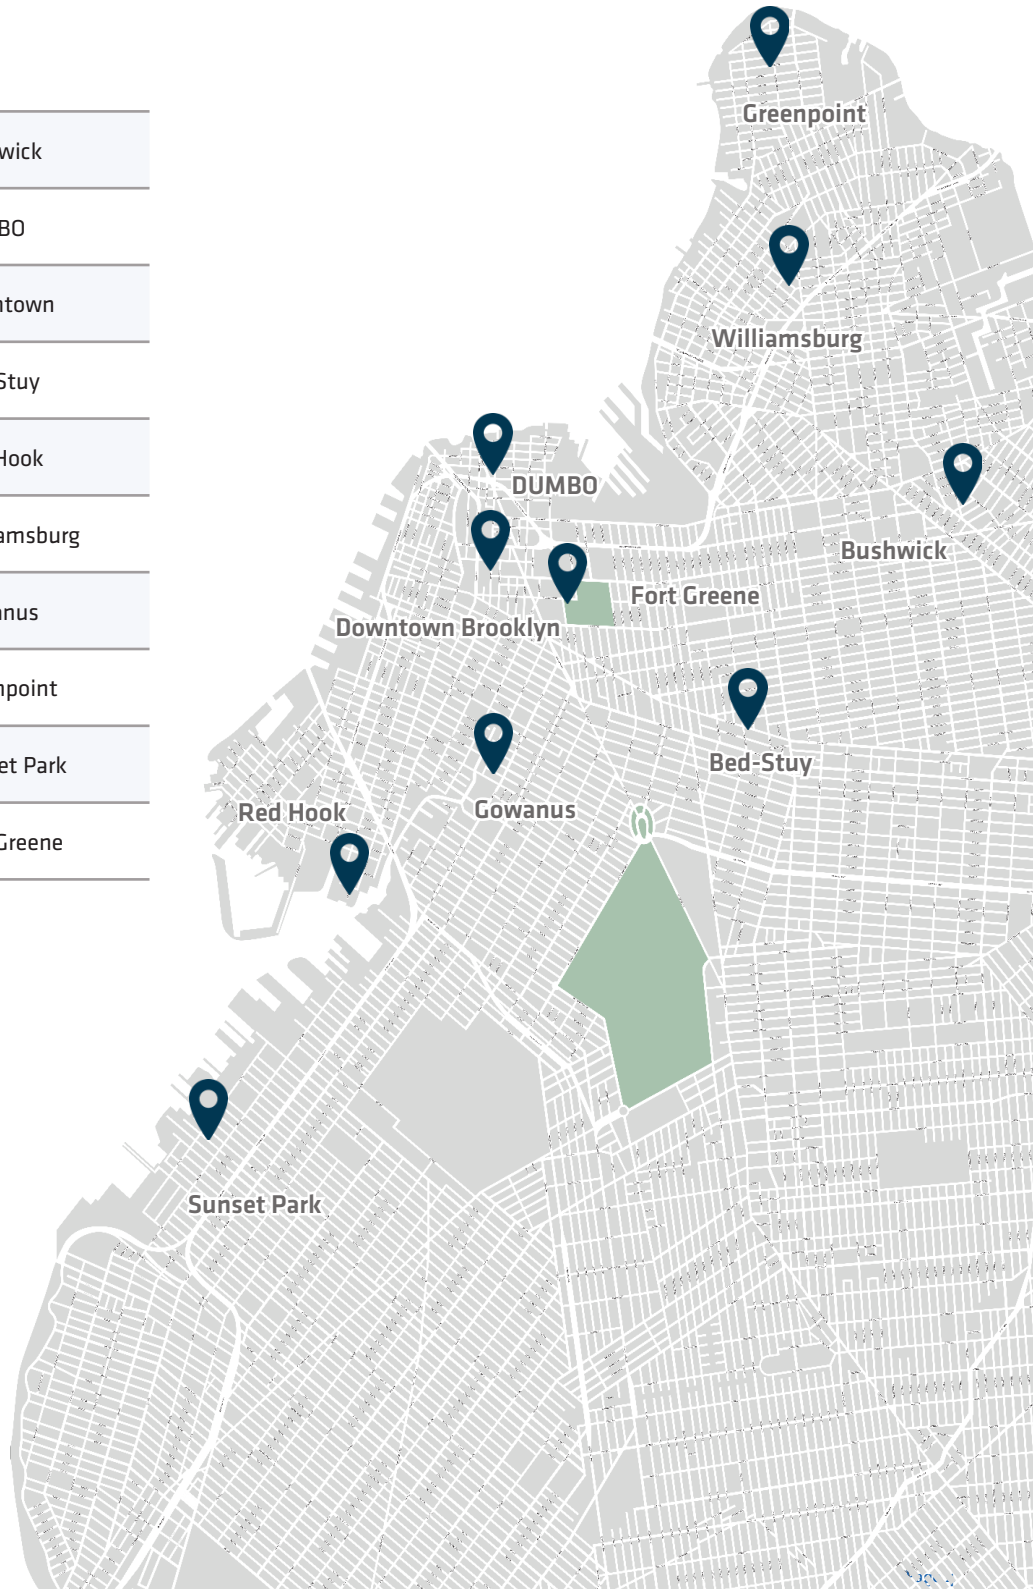 wick
BO
ntown
Stuy
Hook
amsburg
anus
npoint
et Park
Greene
Greenpoint
Williamsburg
DUMBO
Bushwick
Fort Greene
Downtown Brooklyn
Bed-Stuy
Gowanus
Red Hook
Sunset Park